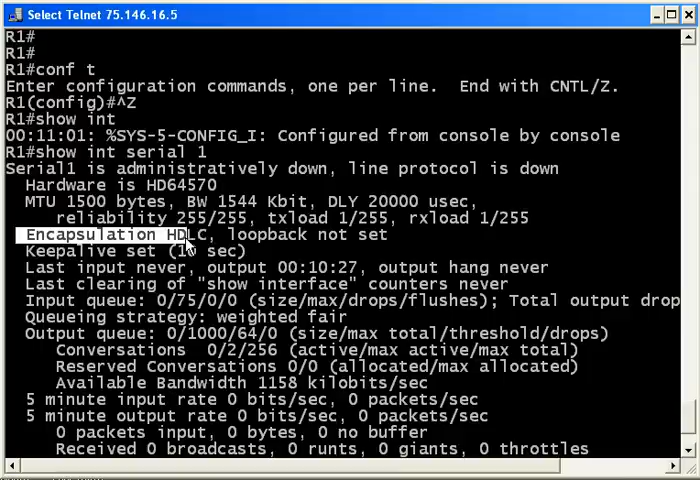 Select Telnet 75.146.16.5
R1#
R1#
R1#conf t
Enter configuration commands, one per line.  End with CNTL/Z.
R1(config)#^Z
R1#show int
00:11:01: %SYS-5-CONFIG_I: Configured from console by console
R1#show int serial 1
Serial1 is administratively down, line protocol is down
  Hardware is HD64570
  MTU 1500 bytes, BW 1544 Kbit, DLY 20000 usec,
     reliability 255/255, txload 1/255, rxload 1/255
  Encapsulation HDLC, loopback not set
  Keepalive set (10 sec)
  Last input never, output 00:10:27, output hang never
  Last clearing of "show interface" counters never
  Input queue: 0/75/0/0 (size/max/drops/flushes); Total output drop
  Queueing strategy: weighted fair
  Output queue: 0/1000/64/0 (size/max total/threshold/drops)
     Conversations  0/2/256 (active/max active/max total)
     Reserved Conversations 0/0 (allocated/max allocated)
     Available Bandwidth 1158 kilobits/sec
  5 minute input rate 0 bits/sec, 0 packets/sec
  5 minute output rate 0 bits/sec, 0 packets/sec
     0 packets input, 0 bytes, 0 no buffer
     Received 0 broadcasts, 0 runts, 0 giants, 0 throttles